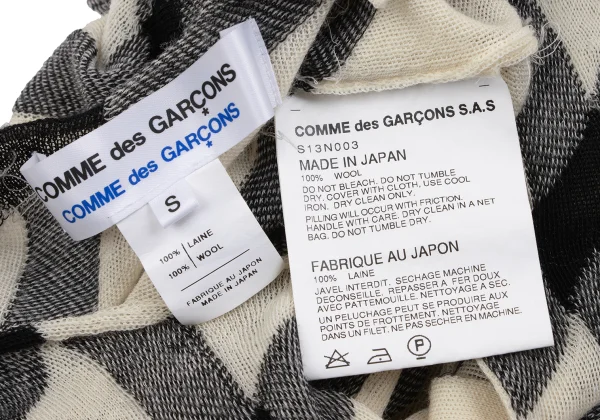 COMME des GARÇONS
COMME des GARÇONS
S
100% LAINE
100% WOOL
FABRIQUE AU JAPON
MADE IN JAPAN
COMME des GARÇONS S.A.S
S13N003
MADE IN JAPAN
100% WOOL
DO NOT BLEACH. DO NOT TUMBLE
DRY. COVER WITH CLOTH. USE COOL
IRON. DRY CLEAN ONLY.
PILLING WILL OCCUR WITH FRICTION.
HANDLE WITH CARE. DRY CLEAN IN A NET
BAG. DO NOT TUMBLE DRY.
FABRIQUE AU JAPON
100% LAINE
JAVEL INTERDIT. SECHAGE MACHINE
DECONSEILLE. REPASSER A FER DOUX
AVEC PATTEMOUILLE. NETTOYAGE A SEC.
UN PELUCHAGE PEUT SE PRODUIRE AUX
POINTS DE FROTTEMENT. NETTOYAGE
DANS UN FILET. NE PAS SECHER EN MACHINE.
P